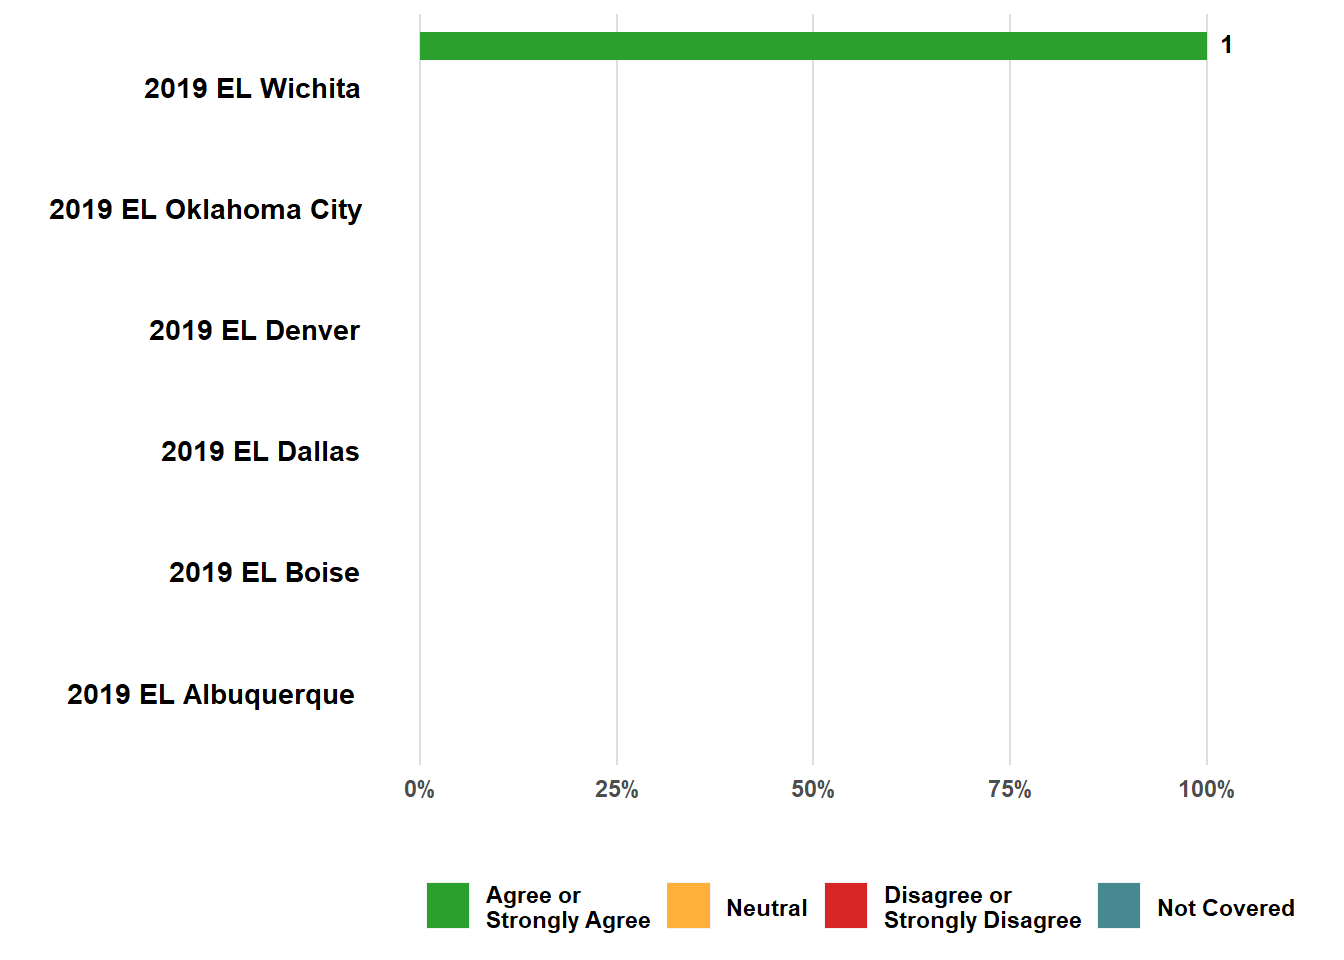 1
2019 EL Wichita
2019 EL Oklahoma City
2019 EL Denver
2019 EL Dallas
2019 EL Boise
2019 EL Albuquerque
0% 25% 50% 75% 100%
Agree or
Strongly Agree
Neutral
Disagree or
Strongly Disagree
Not Covered